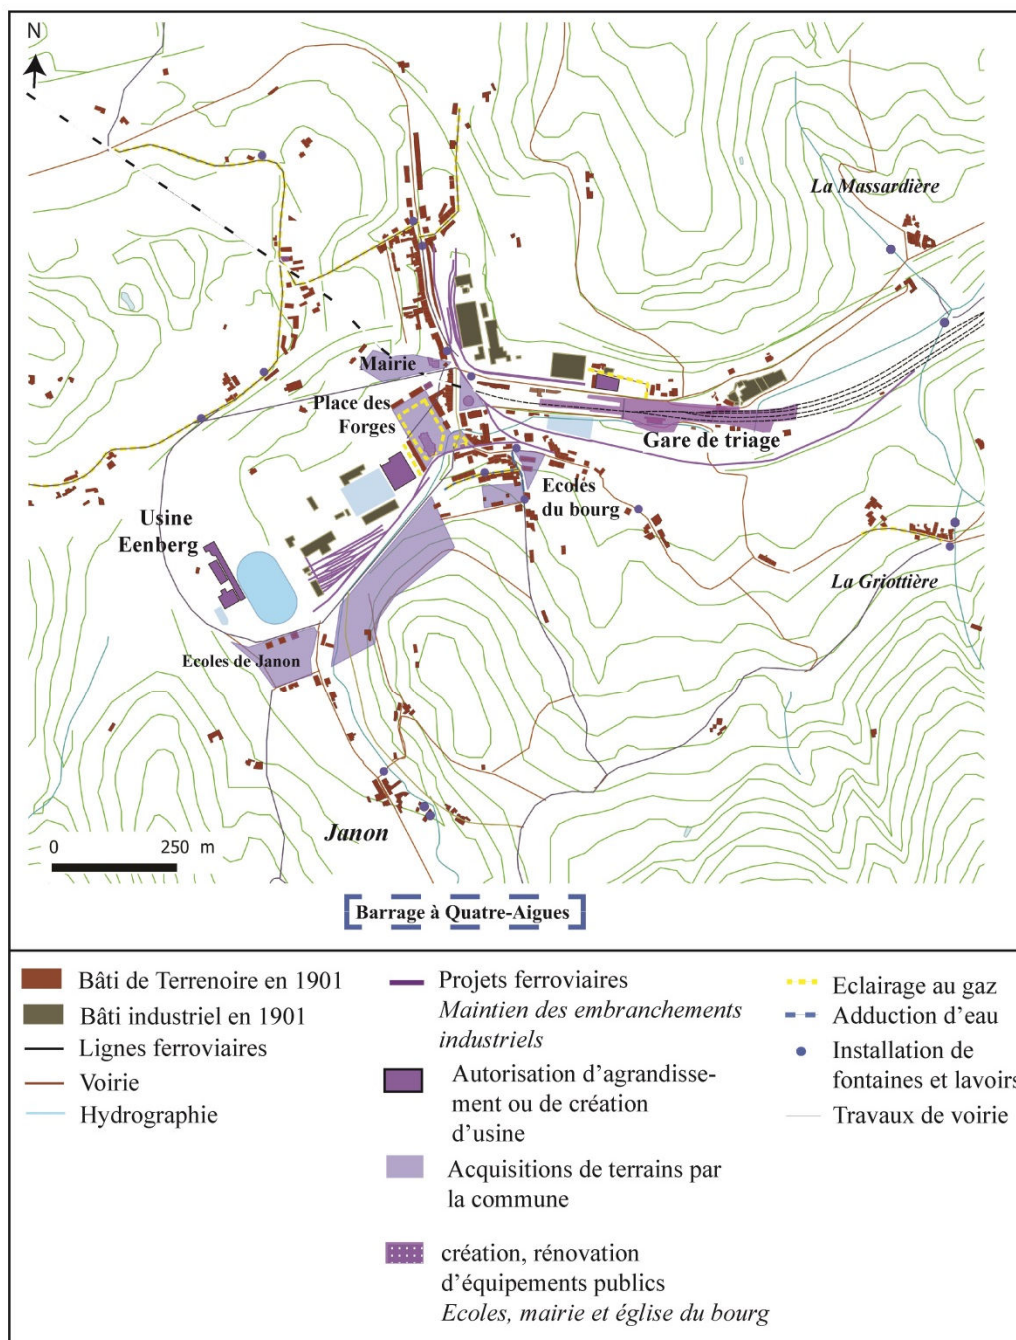 N
La Massardière
Mairie
Place des
Forges
Gare de triage
Ecoles
du bourg
Usine
Eenberg
La Griottière
Ecoles de Janon
Janon
0 250 m
Barrage à Quatre-Aigues
Bâti de Terrenoire en 1901
Bâti industriel en 1901
Lignes ferroviaires
Voirie
Hydrographie
Projets ferroviaires
Maintien des embranchements
industriels
Autorisation d'agrandisse-
ment ou de création
d'usine
Acquisitions de terrains par
la commune
création, rénovation
d'équipements publics
Ecoles, mairie et église du bourg
Eclairage au gaz
Adduction d'eau
Installation de
fontaines et lavoirs
Travaux de voirie